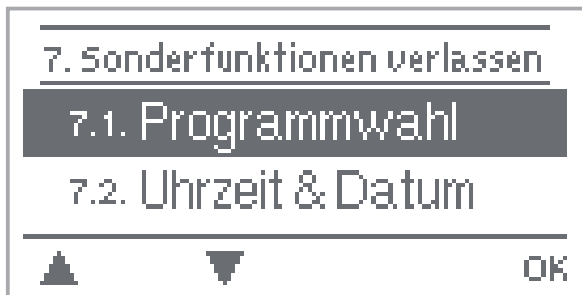 7. Sonderfunktionen verlassen
7.1. Programmwahl
7.2. Uhrzeit & Datum
OK